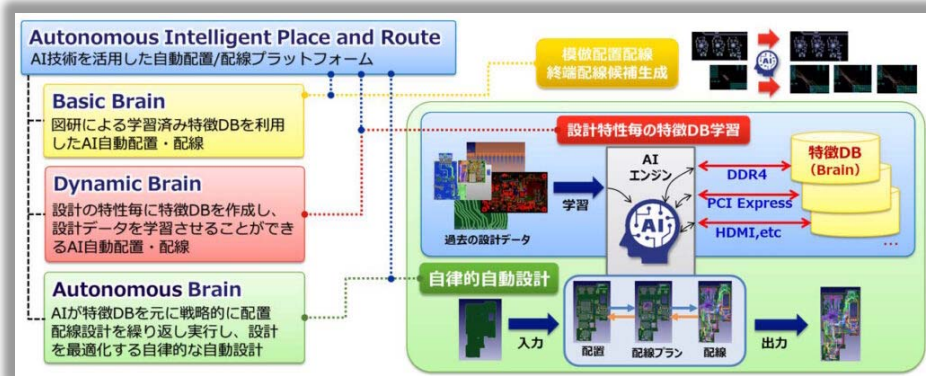 Autonomous Intelligent Place and Route
AI技術を活用した自動配置/配線プラットフォーム
Basic Brain
図研による学習済み特徴DBを利用
したAI自動配置・配線
Dynamic Brain
設計の特性毎に特徴DBを作成し、
設計データを学習させることができ
るAI自動配置・配線
Autonomous Brain
AIが特徴DBを元に戦略的に配置
配線設計を繰り返し実行し、設計
を最適化する自律的な自動設計
模倣配置配線
終端配線候補生成
AI
設計特性毎の特徴DB学習
過去の設計データ
学習
AI
エンジン
AI
DDR4
PCI Express
HDMI,etc
特徴DB
(Brain)
...
自律的自動設計
入力
配置
配線プラン
配線
出力